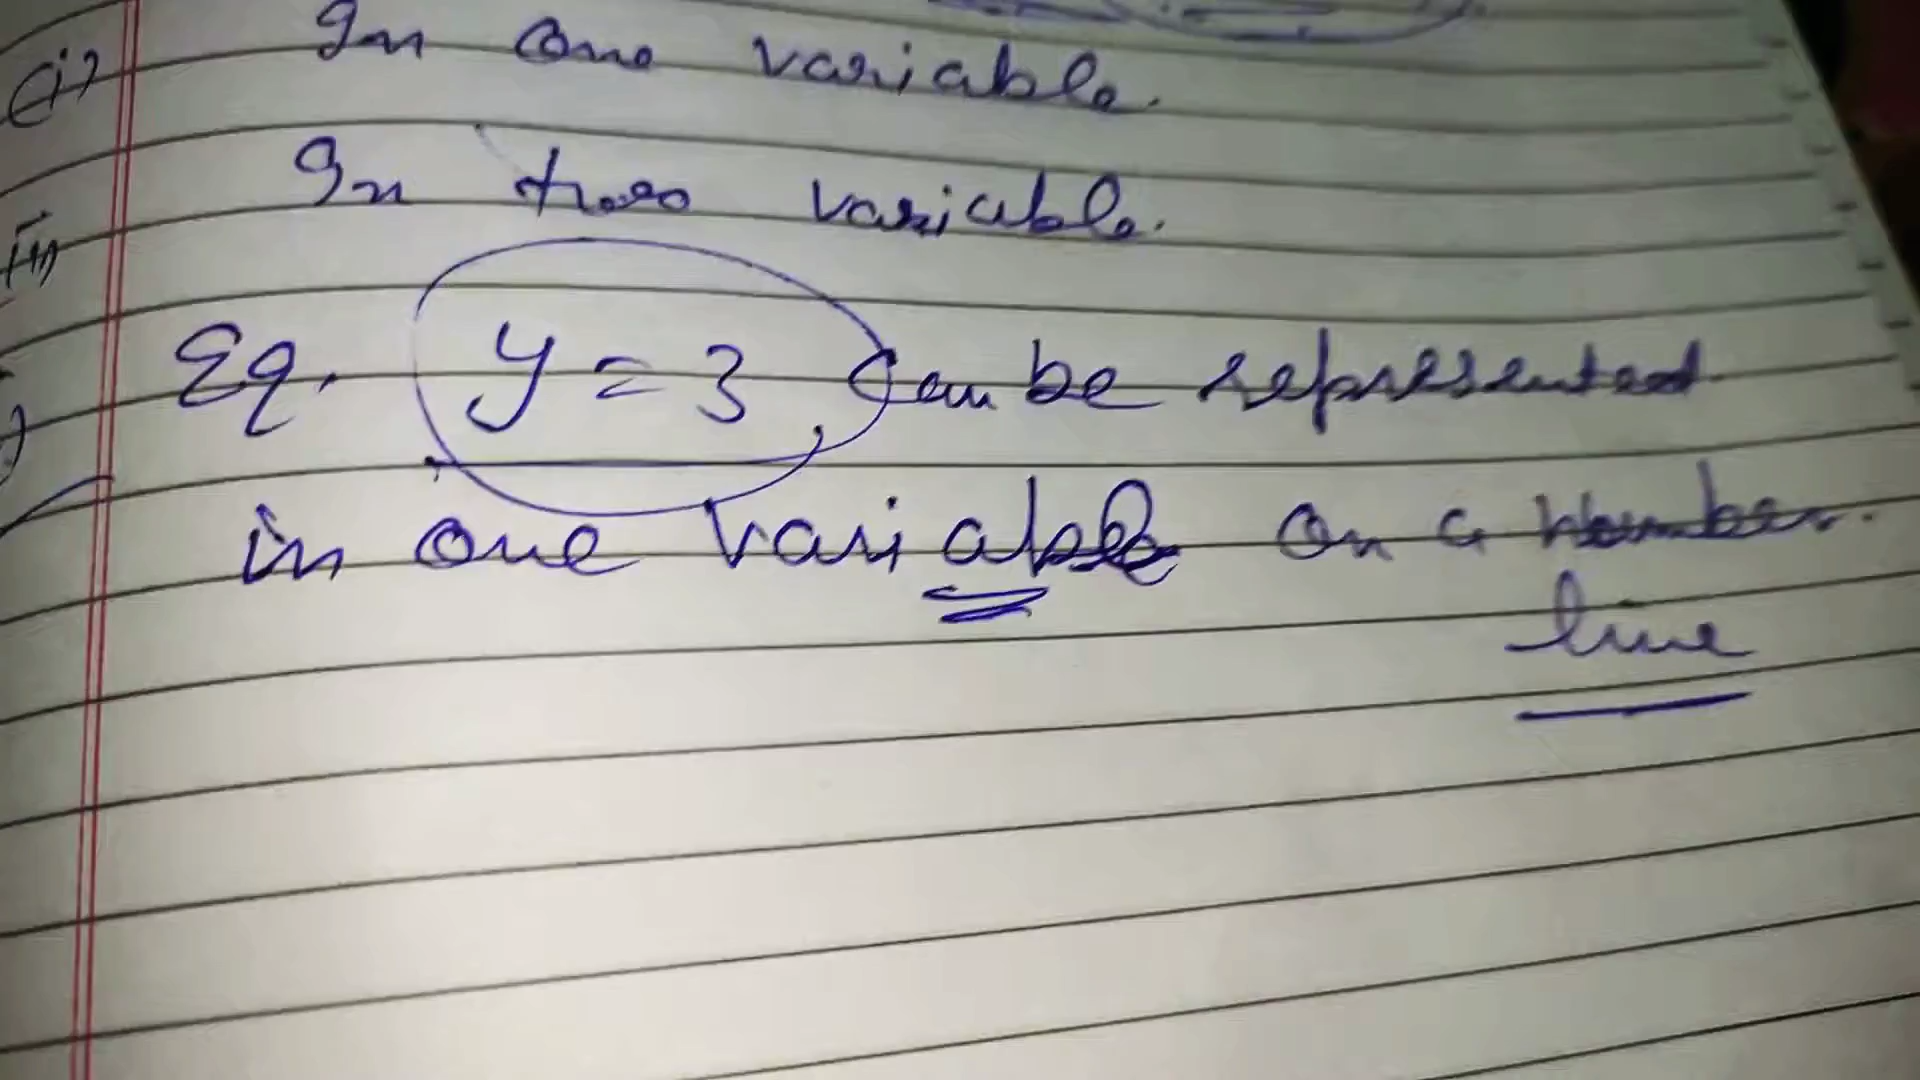 (i) In one variable.
(ii) In two variable.
Eq. y = 3, can be represented
in one variable on a Number
line